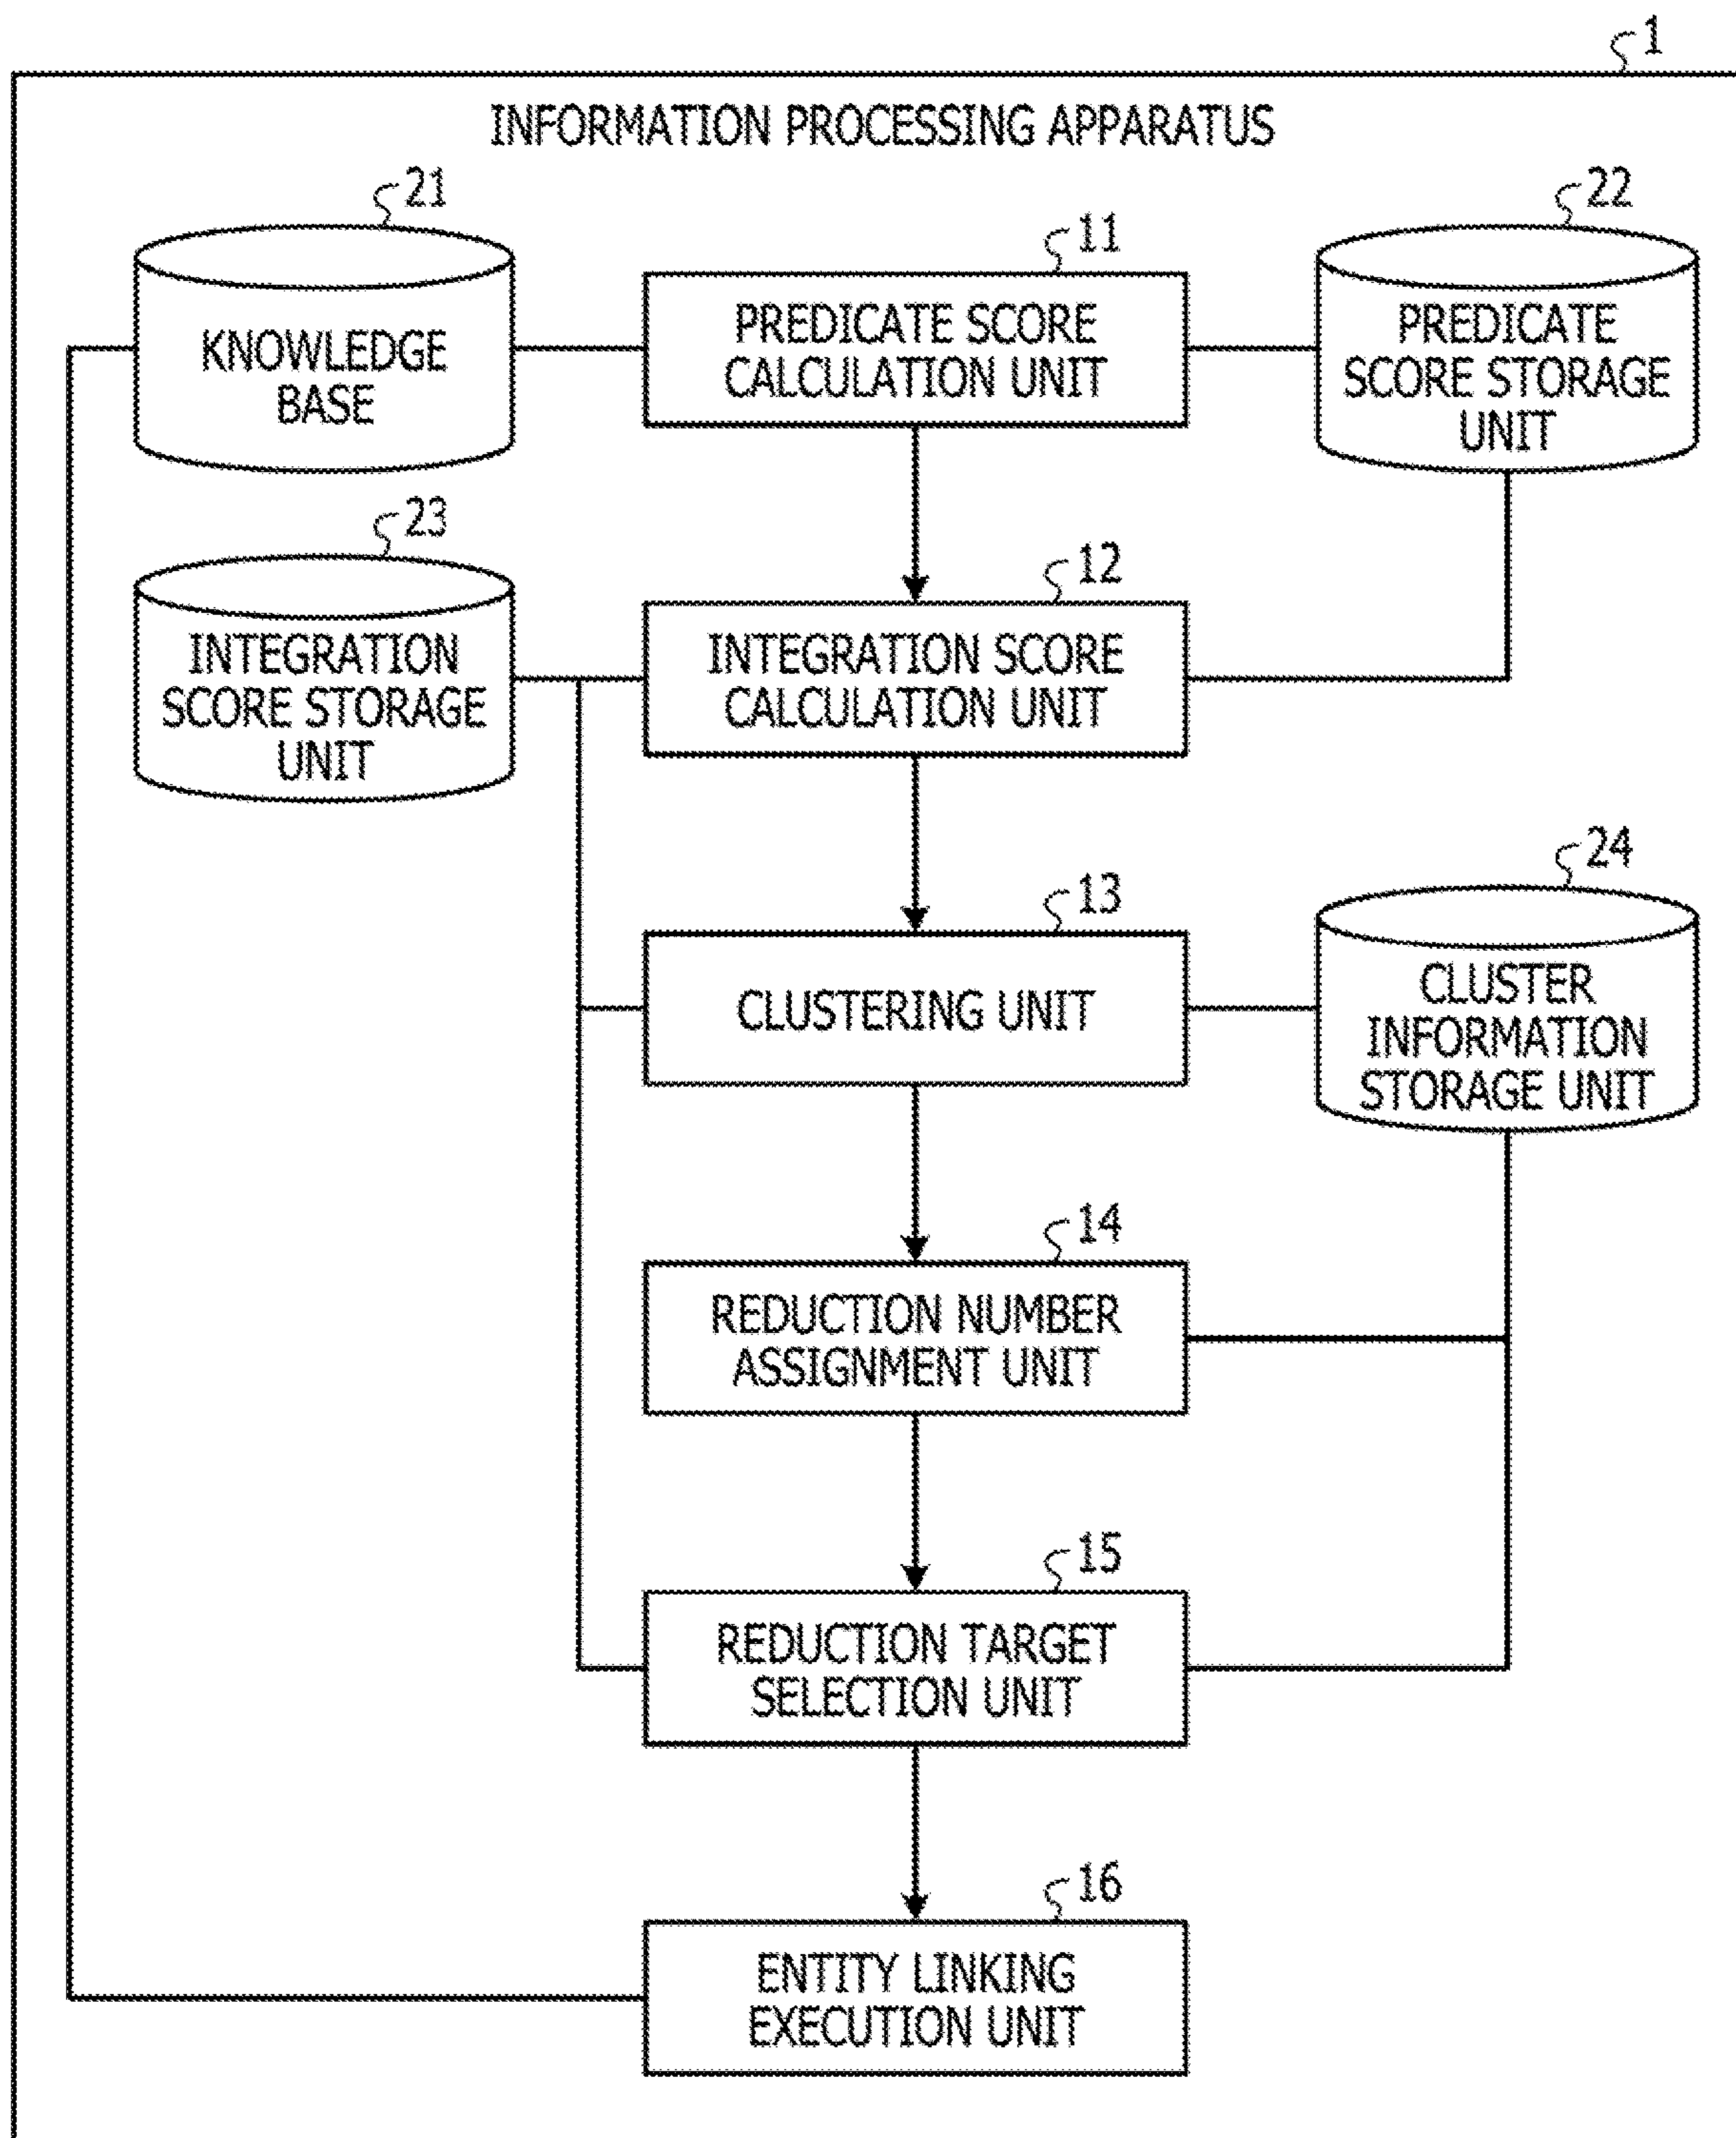 1
INFORMATION PROCESSING APPARATUS
21
KNOWLEDGE
BASE
11
PREDICATE SCORE
CALCULATION UNIT
22
PREDICATE
SCORE STORAGE
UNIT
23
INTEGRATION
SCORE STORAGE
UNIT
12
INTEGRATION SCORE
CALCULATION UNIT
13
CLUSTERING UNIT
24
CLUSTER
INFORMATION
STORAGE UNIT
14
REDUCTION NUMBER
ASSIGNMENT UNIT
15
REDUCTION TARGET
SELECTION UNIT
16
ENTITY LINKING
EXECUTION UNIT